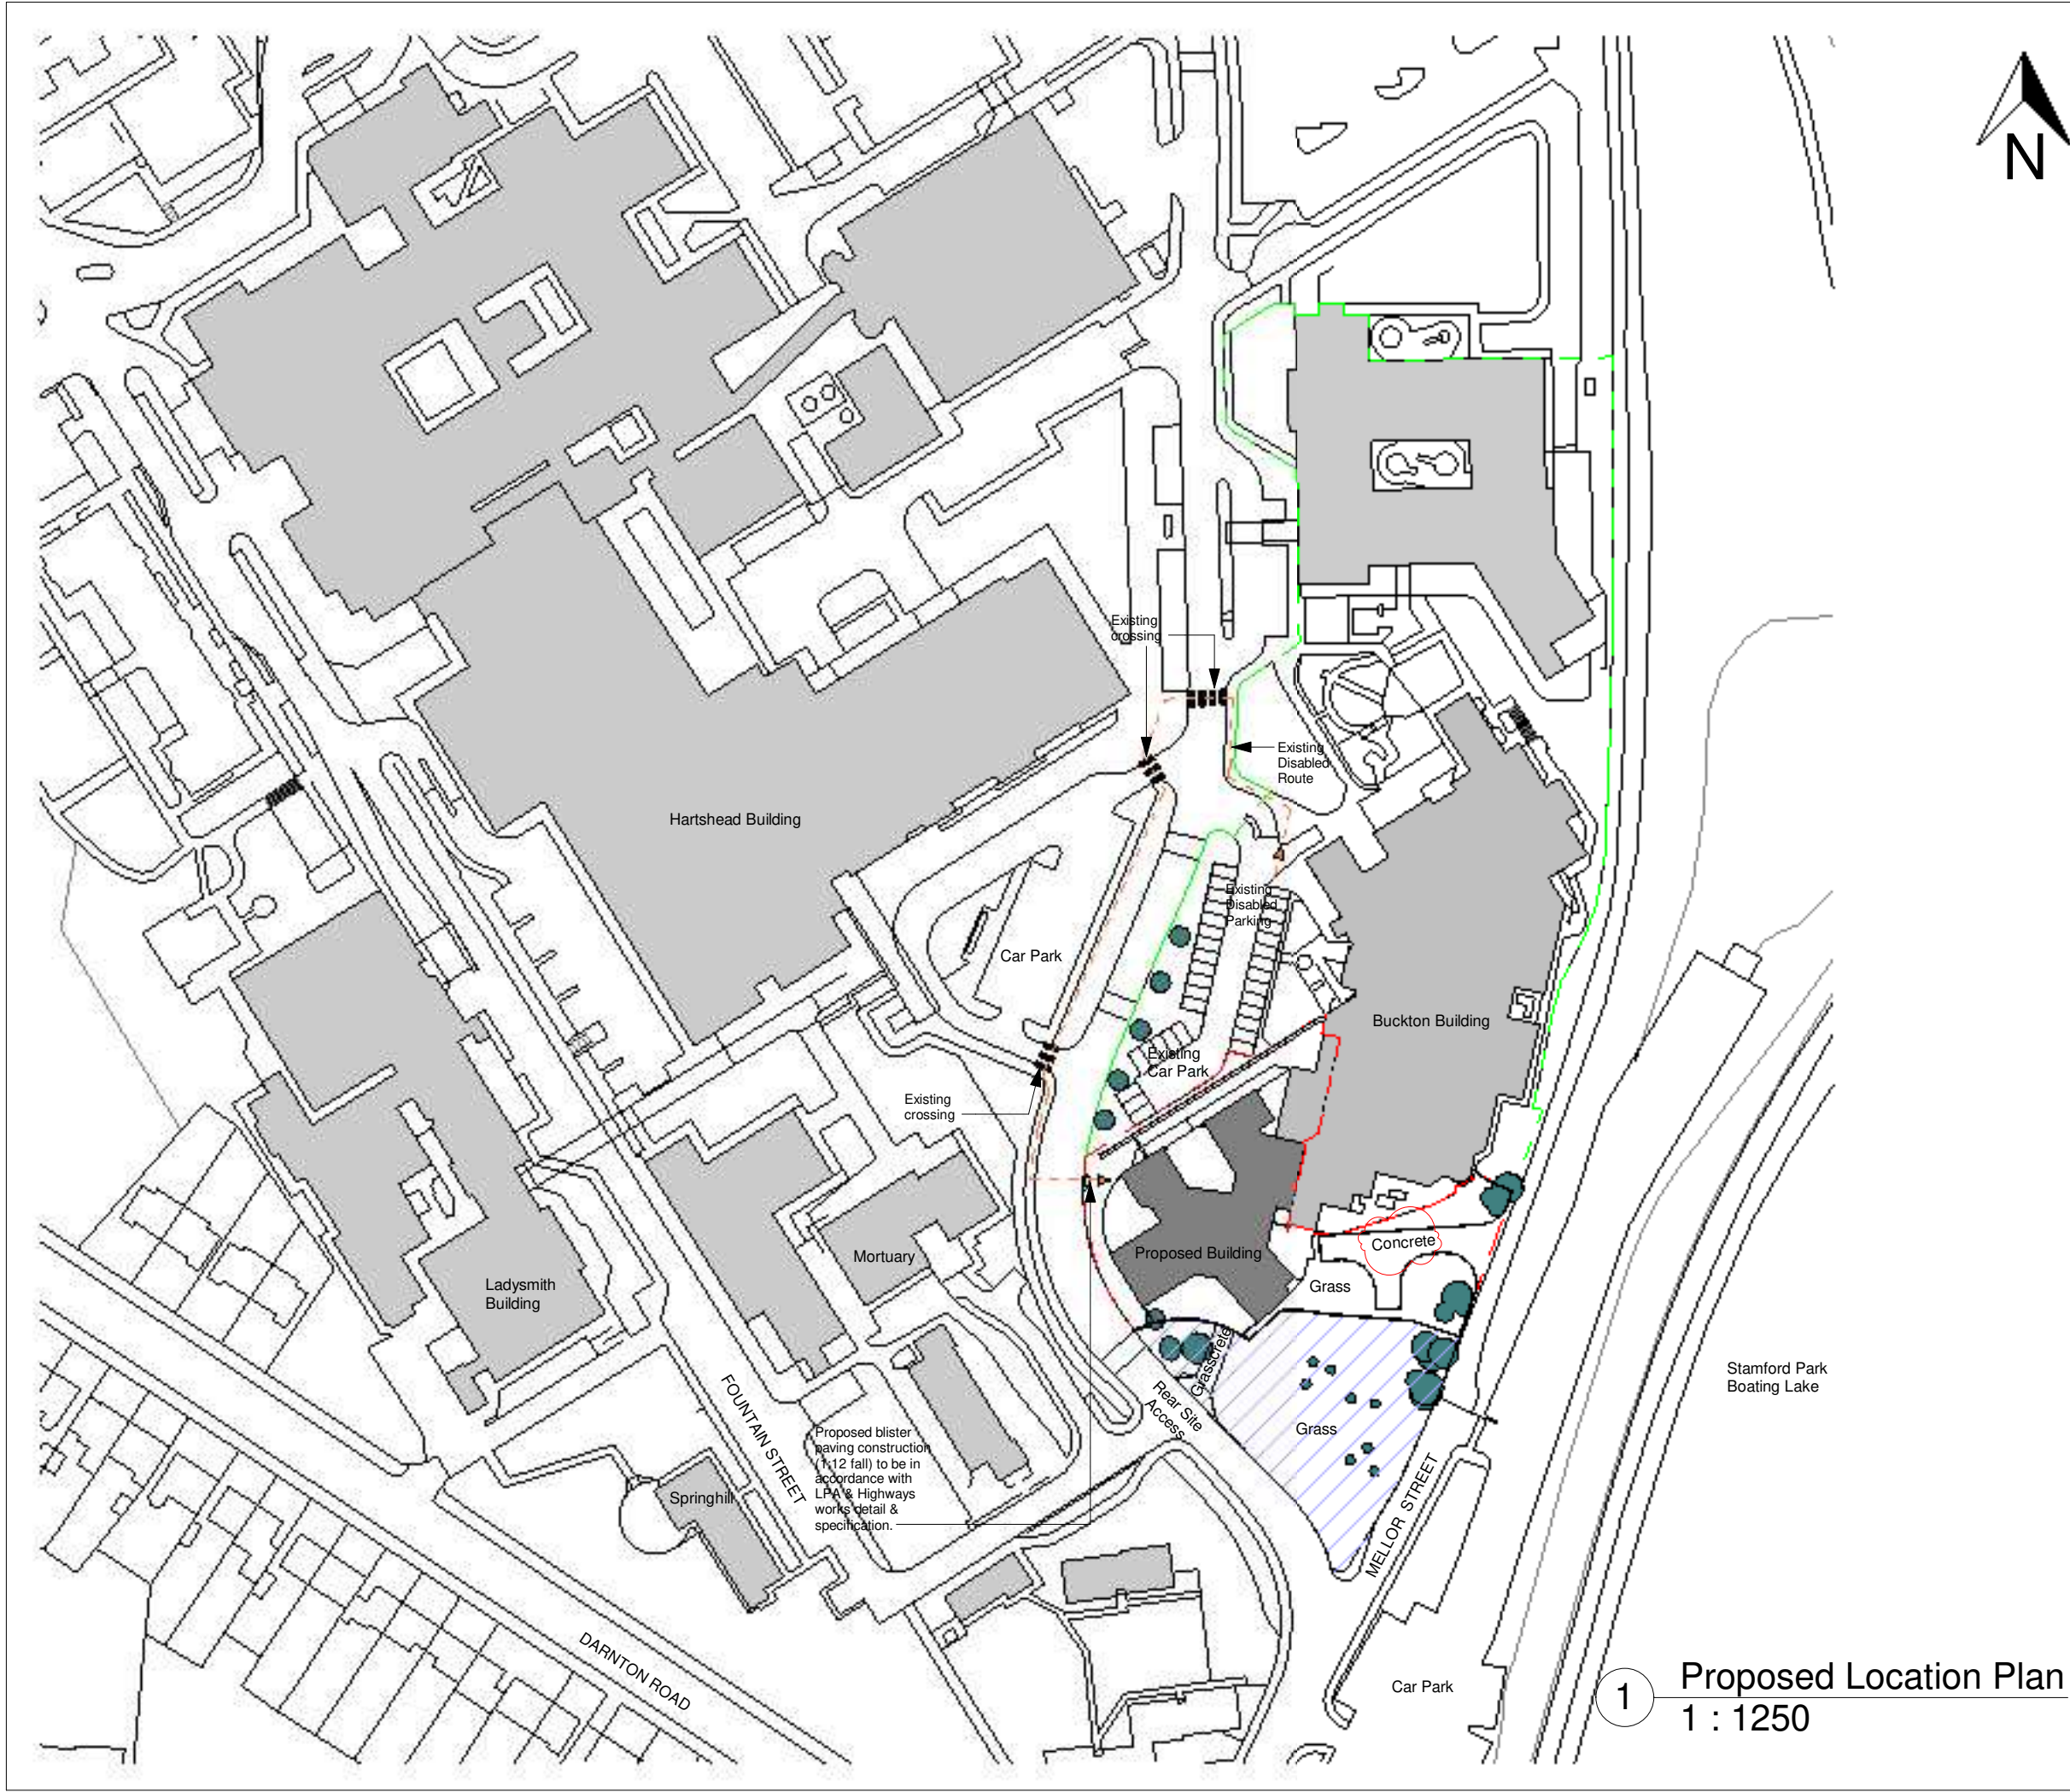 N
Existing
crossing
Existing
Disabled
Route
Hartshead Building
Existing
Disabled
Parking
Car Park
Buckton Building
Existing
Car Park
Existing
crossing
Concrete
Proposed Building
Mortuary
Grass
Ladysmith
Building
Grasscrete
Stamford Park
Boating Lake
Rear Site
Access
FOUNTAIN STREET
Grass
Proposed blister
paving construction
(1:12 fall) to be in
accordance with
LPA & Highways
works detail &
specification.
Springhill
MELLOR STREET
DARNTON ROAD
Car Park
1
Proposed Location Plan
1 : 1250